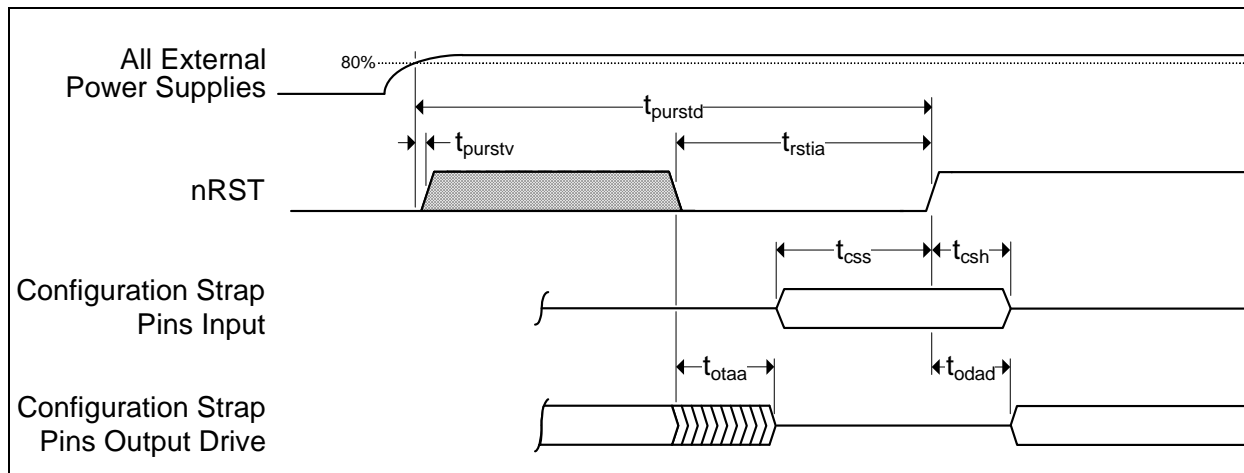 All External
Power Supplies
80%
tpurstd
tpurstv
trstia
nRST
tcss
tcsh
Configuration Strap
Pins Input
totaa
todad
Configuration Strap
Pins Output Drive